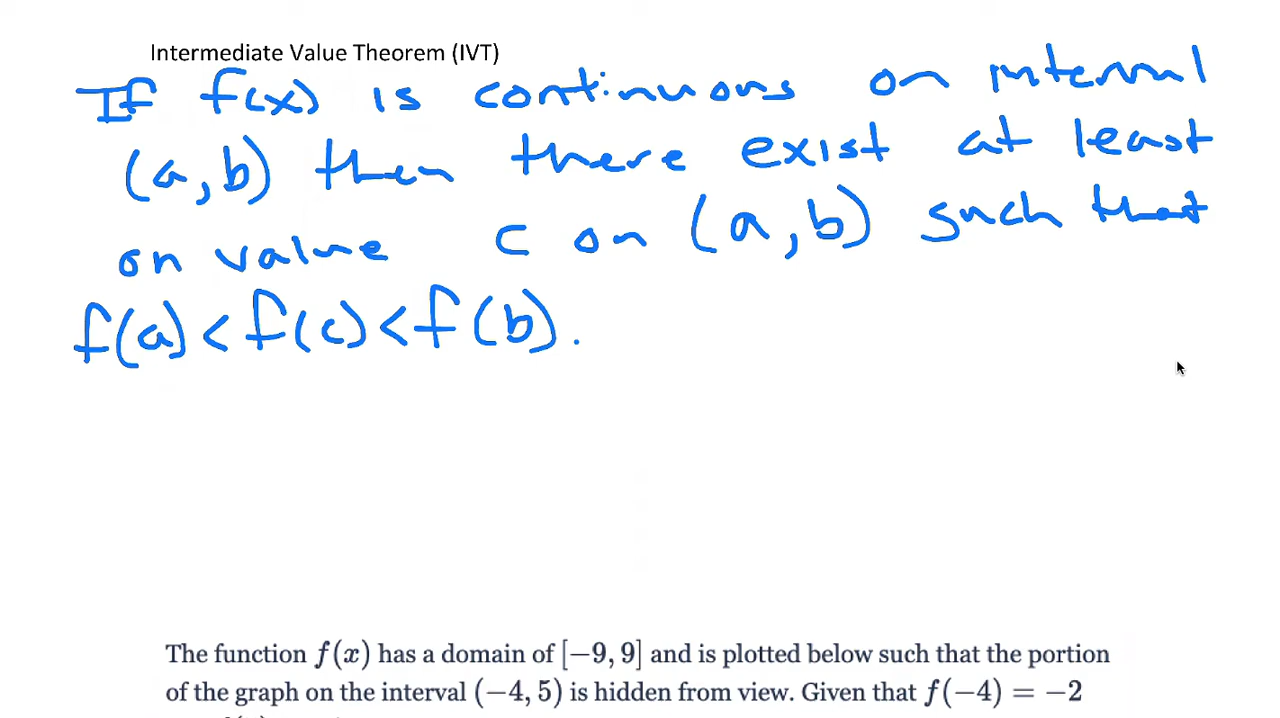 Intermediate Value Theorem (IVT)
If f(x) is continuous on interval
(a,b) then there exist at least
on value c on (a,b) such that
f(a)<f(c)<f(b).
The function f(x) has a domain of [−9, 9] and is plotted below such that the portion
of the graph on the interval (−4, 5) is hidden from view. Given that f(−4) = −2